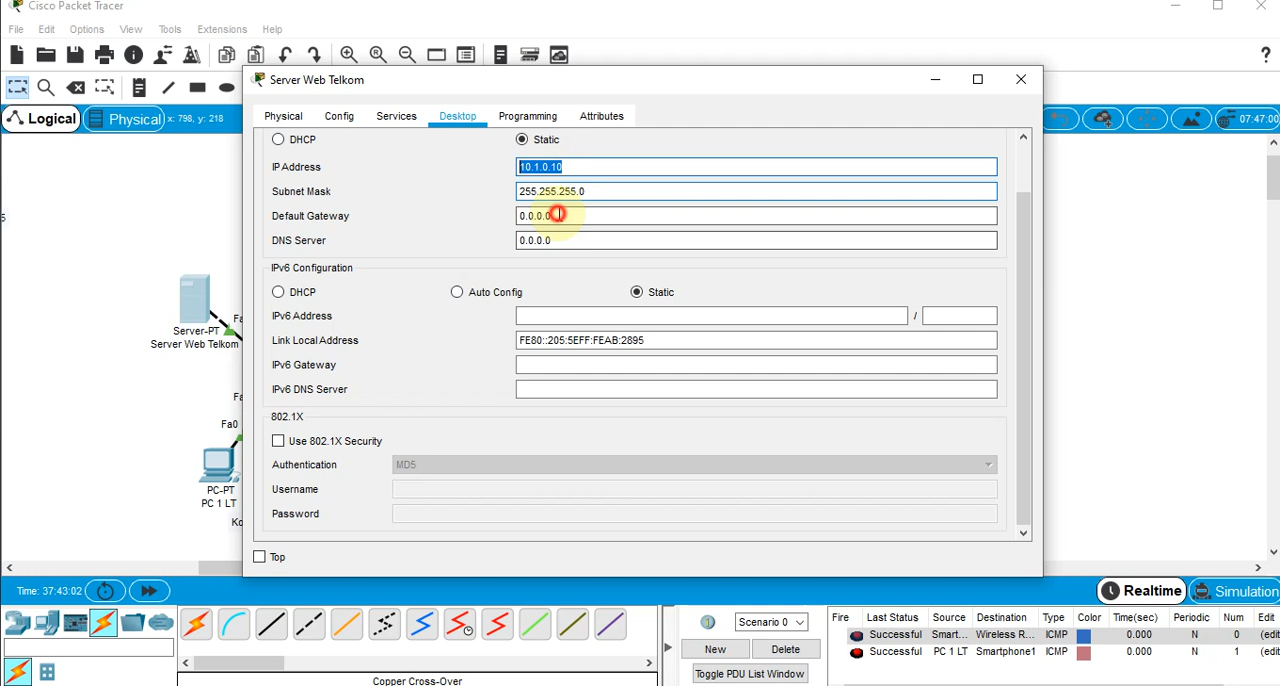 Cisco Packet Tracer
File Edit Options View Tools Extensions Help
?
Server Web Telkom
Logical Physical x: 798, y: 218 07:47:00
Physical Config Services Desktop Programming Attributes
DHCP Static
IP Address 10.1.0.10
Subnet Mask 255.255.255.0
Default Gateway 0.0.0.0
DNS Server 0.0.0.0
IPv6 Configuration
DHCP Auto Config Static
IPv6 Address /
Link Local Address FE80::205:5EFF:FEAB:2895
IPv6 Gateway
IPv6 DNS Server
802.1X
Use 802.1X Security
Authentication MD5
Username
Password
Top
Server-PT
Server Web Telkom
Fa0
PC-PT
PC 1 LT
Time: 37:43:02 Realtime Simulation
Scenario 0
New Delete
Toggle PDU List Window
Fire Last Status Source Destination Type Color Time(sec) Periodic Num Edit
Successful Smart... Wireless R... ICMP 0.000 N 0 (edit
Successful PC 1 LT Smartphone1 ICMP 0.000 N 1 (edit
Copper Cross-Over